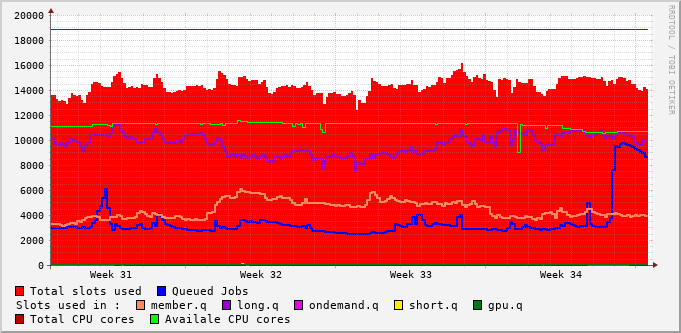 20000
18000
16000
14000
12000
10000
8000
6000
4000
2000
0
Week 31 Week 32 Week 33 Week 34
RRDTOOL / TOBI OETIKER
Total slots used Queued Jobs
Slots used in : member.q long.q ondemand.q short.q gpu.q
Total CPU cores Availale CPU cores